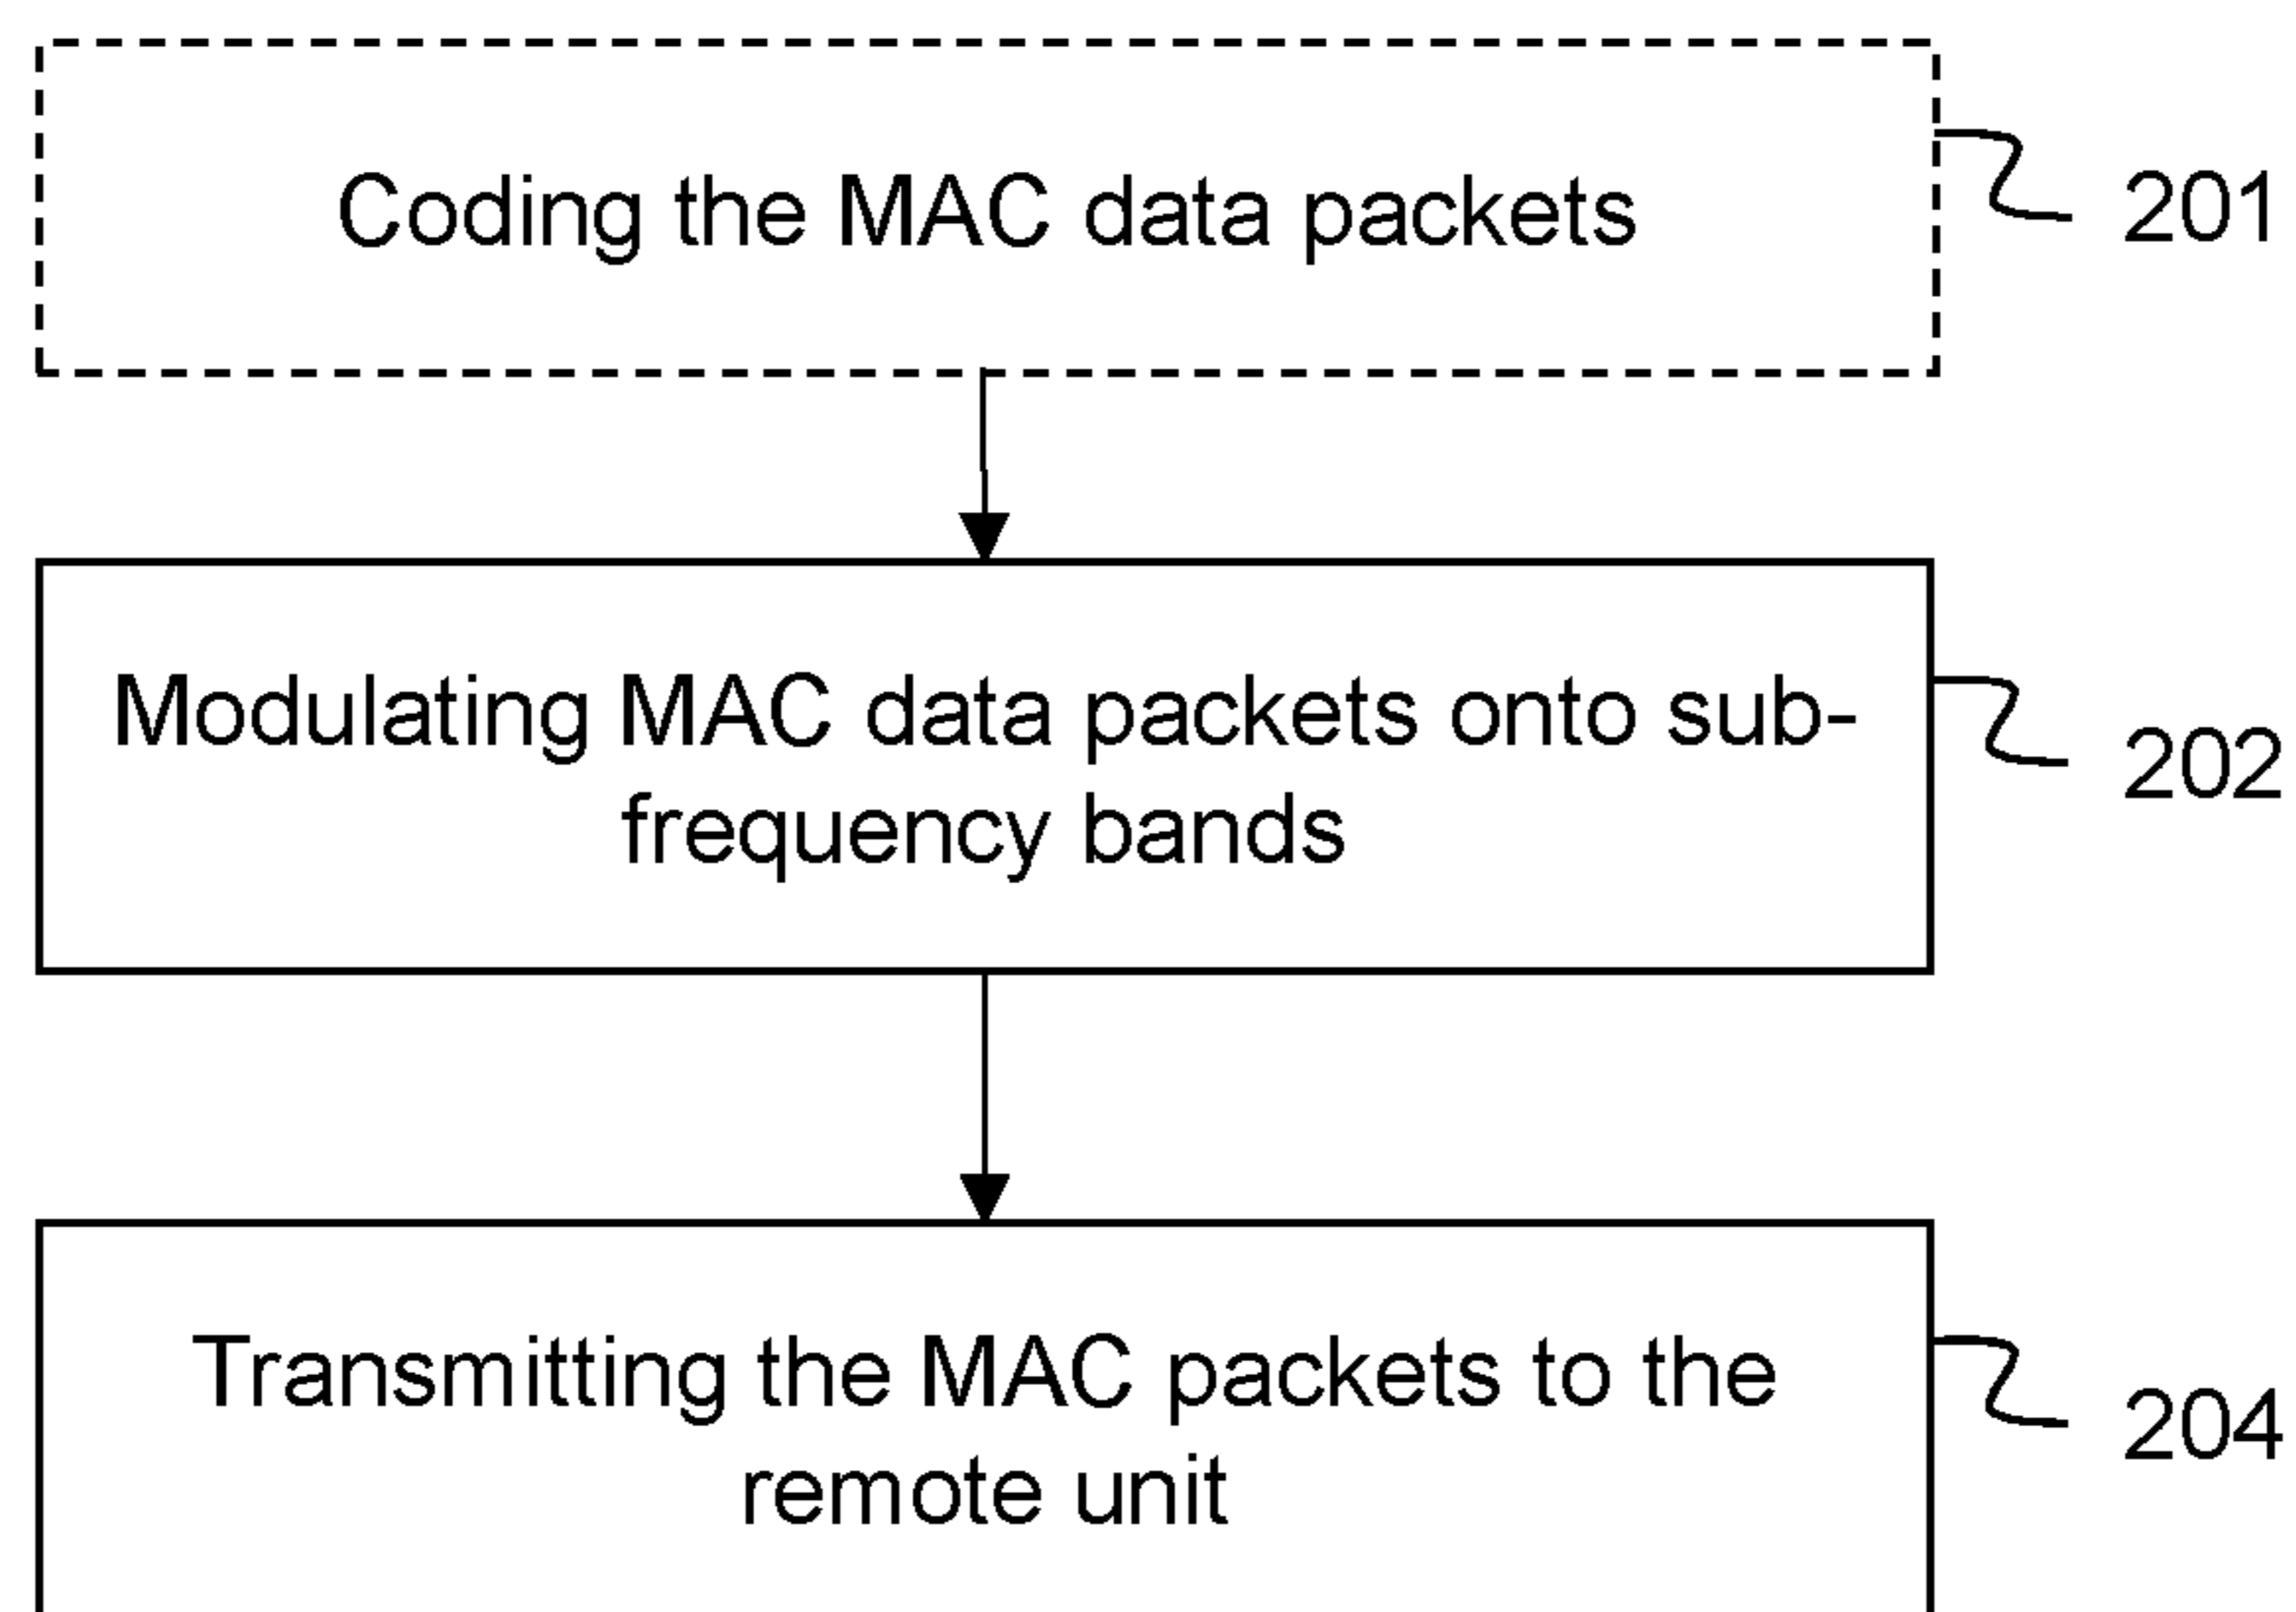 Coding the MAC data packets
201
Modulating MAC data packets onto sub-
frequency bands
202
Transmitting the MAC packets to the
remote unit
204